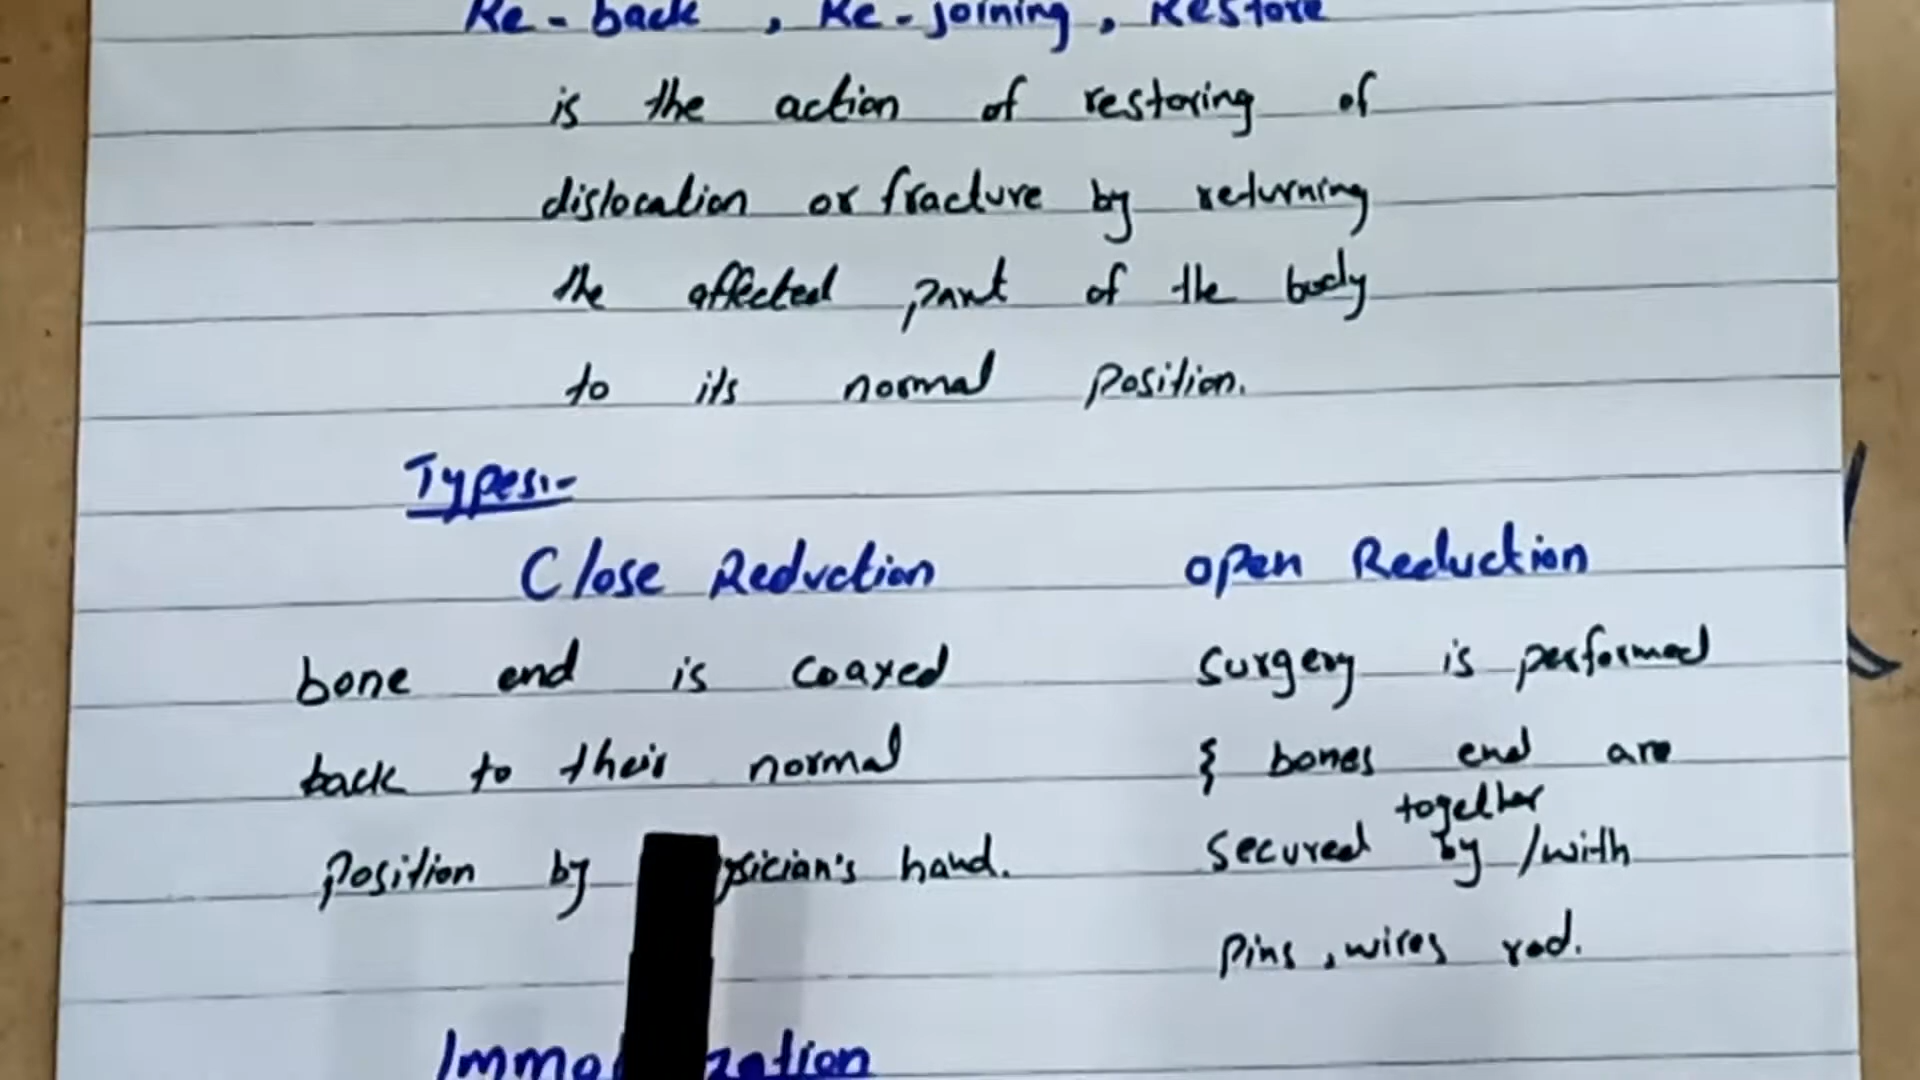 Re-back, Re-joining, Restore
is the action of restoring of
dislocation or fracture by returning
the affected part of the body
to its normal position.
Types:-
Close Reduction
bone end is coaxed
back to their normal
position by ysician's hand.
open Reduction
surgery is performed
& bones end are
together
secured by /with
pins, wires rod.
Immo zation